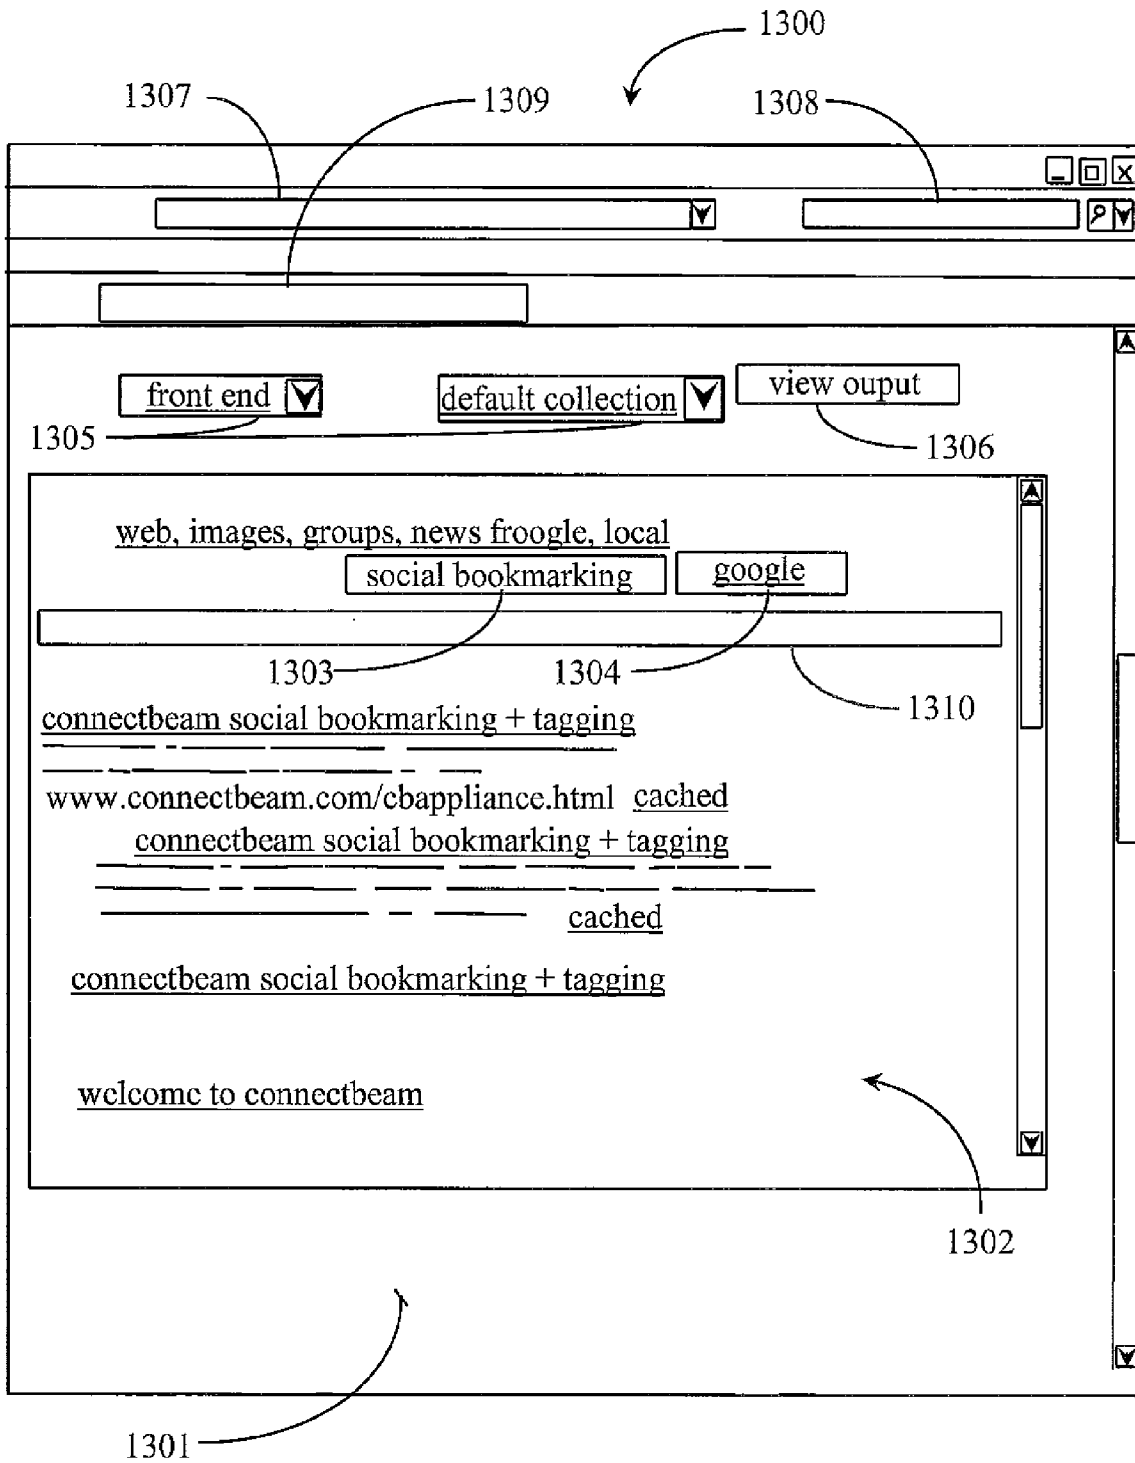 1300
1307
1309
1308
front end
default collection
view ouput
1305
1306
web, images, groups, news froogle, local
social bookmarking
google
1303
1304
1310
connectbeam social bookmarking + tagging
www.connectbeam.com/cbappliance.html cached
connectbeam social bookmarking + tagging
cached
connectbeam social bookmarking + tagging
welcome to connectbeam
1302
1301